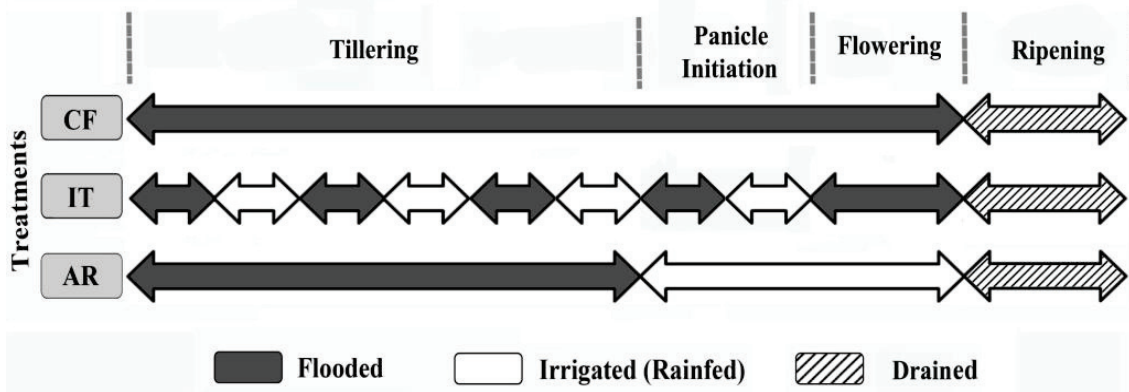 Tillering
Panicle
Initiation
Flowering
Ripening
Treatments
CF
IT
AR
Flooded
Irrigated (Rainfed)
Drained